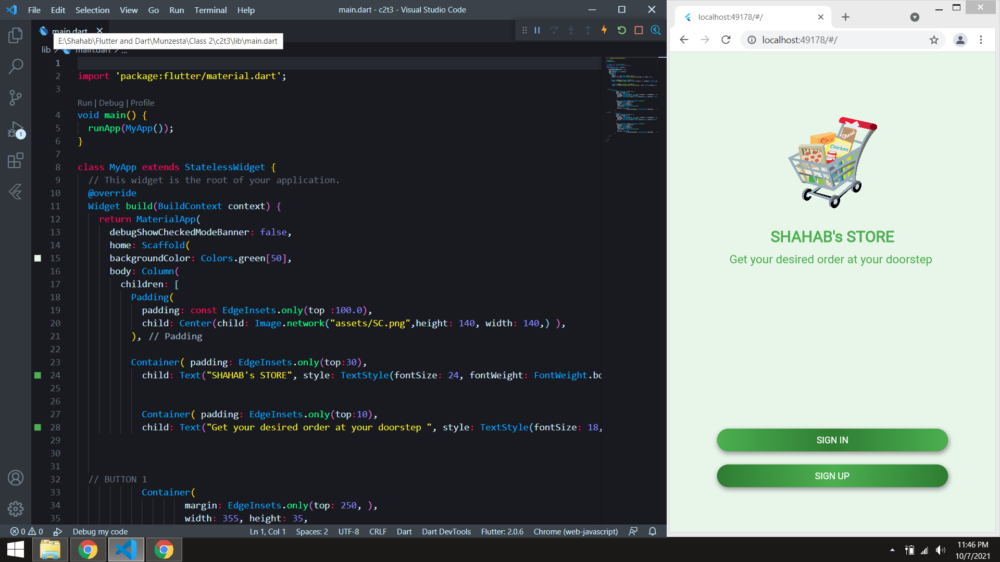 File Edit Selection View Go Run Terminal Help
main.dart - c2t3 - Visual Studio Code
main.dart
E:\Shahab\Flutter and Dart\Munzesta\Class 2\c2t3\lib\main.dart
lib > main.dart > ...
1
2 import 'package:flutter/material.dart';
3
Run | Debug | Profile
4 void main() {
5 runApp(MyApp());
6 }
7
8 class MyApp extends StatelessWidget {
9 // This widget is the root of your application.
10 @override
11 Widget build(BuildContext context) {
12 return MaterialApp(
13 debugShowCheckedModeBanner: false,
14 home: Scaffold(
15 backgroundColor: Colors.green[50],
16 body: Column(
17 children: [
18 Padding(
19 padding: const EdgeInsets.only(top :100.0),
20 child: Center(child: Image.network("assets/SC.png",height: 140, width: 140,) ),
21 ), // Padding
22
23 Container( padding: EdgeInsets.only(top:30),
24 child: Text("SHAHAB's STORE", style: TextStyle(fontSize: 24, fontWeight: FontWeight.bo
25
26
27 Container( padding: EdgeInsets.only(top:10),
28 child: Text("Get your desired order at your doorstep ", style: TextStyle(fontSize: 18,
29
30
31
32 // BUTTON 1
33 Container(
34 margin: EdgeInsets.only(top: 250, ),
35 width: 355, height: 35,
1
0 0 Debug my code Ln 1, Col 1 Spaces: 2 UTF-8 CRLF Dart Dart DevTools Flutter: 2.0.6 Chrome (web-javascript)
localhost:49178/#/
localhost:49178/#/
Bread
Chicken
PIZZA
SHAHAB's STORE
Get your desired order at your doorstep
SIGN IN
SIGN UP
11:46 PM
10/7/2021